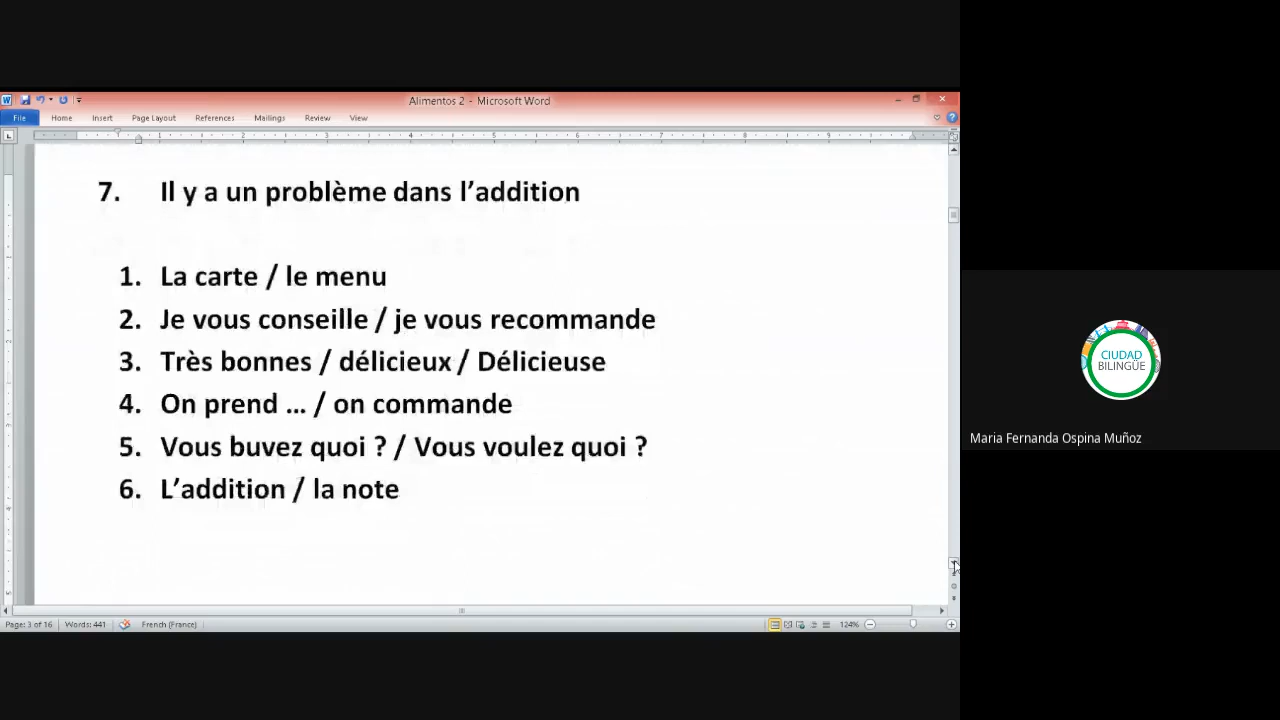 Alimentos 2 - Microsoft Word
File Home Insert Page Layout References Mailings Review View
7. Il y a un problème dans l’addition
1. La carte / le menu
2. Je vous conseille / je vous recommande
3. Très bonnes / délicieux / Délicieuse
4. On prend … / on commande
5. Vous buvez quoi ? / Vous voulez quoi ?
6. L’addition / la note
Page: 3 of 16 Words: 441 French (France) 124%
CIUDAD
BILINGÜE
Maria Fernanda Ospina Muñoz